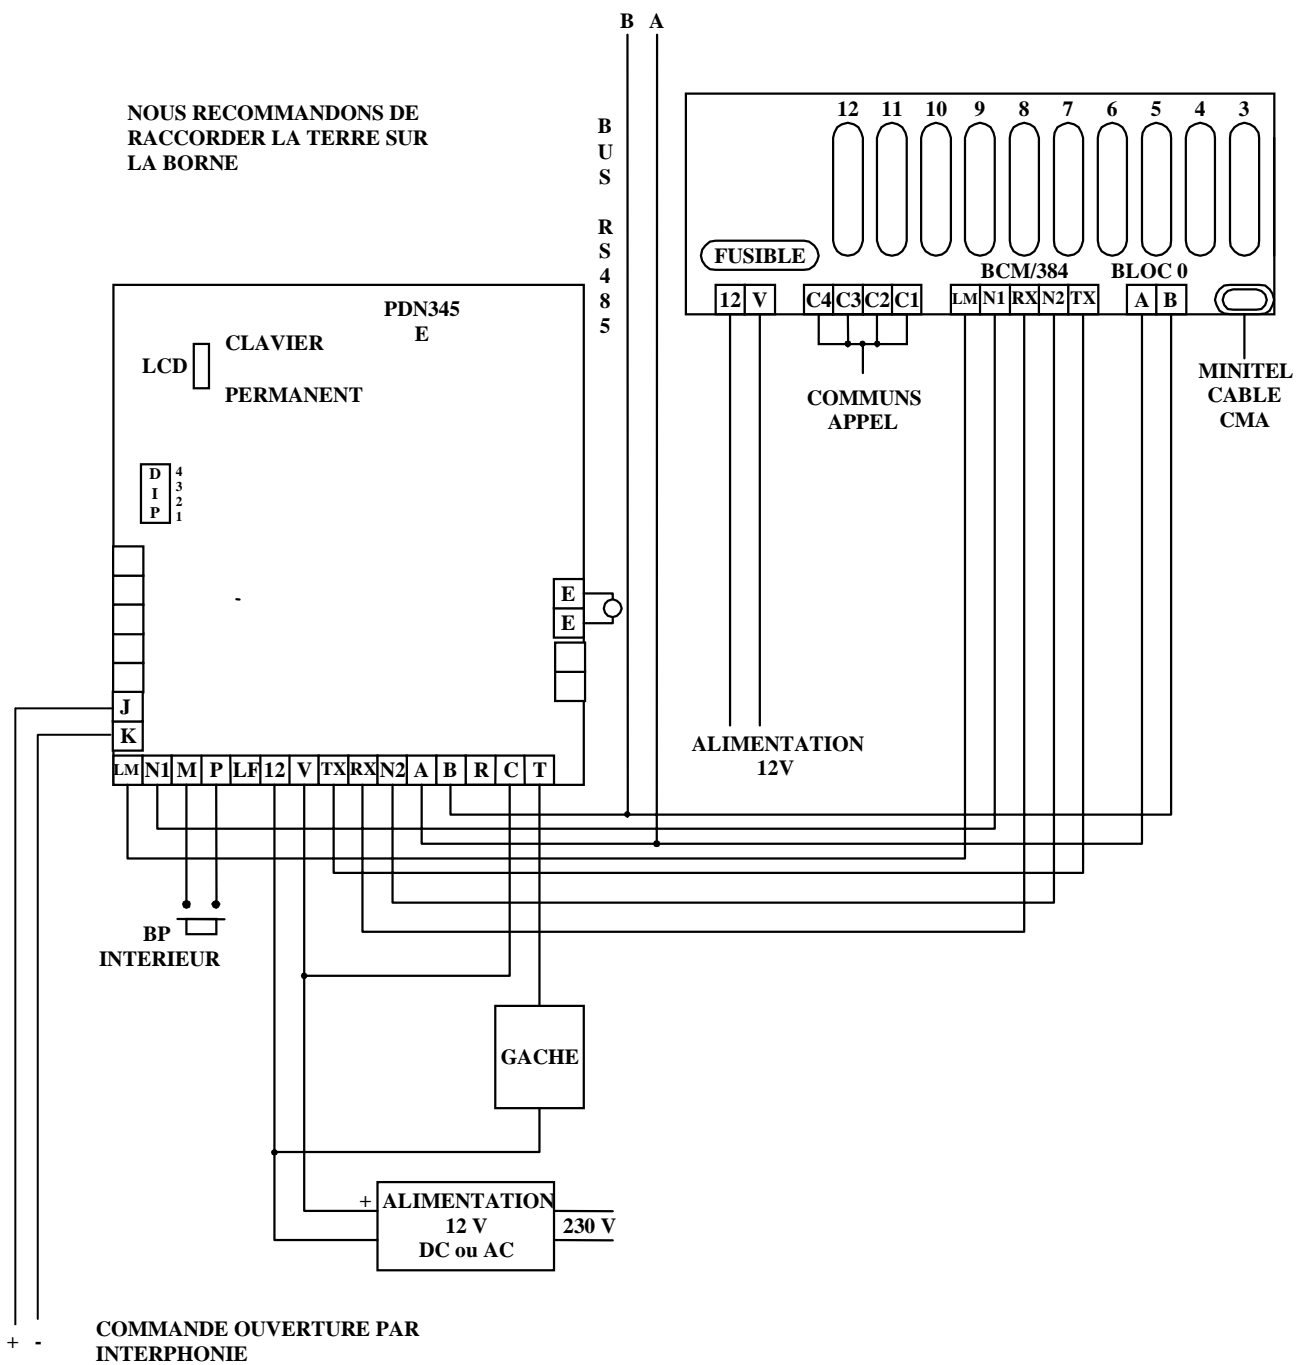 B A
NOUS RECOMMANDONS DE
RACCORDER LA TERRE SUR
LA BORNE
B
U
S
R
S
4
8
5
12 11 10 9 8 7 6 5 4 3
FUSIBLE
BCM/384 BLOC 0
12 V C4 C3 C2 C1 LM N1 RX N2 TX A B
MINITEL
CABLE
CMA
COMMUNS
APPEL
ALIMENTATION
12V
PDN345
E
CLAVIER
LCD
PERMANENT
D
I
P
4
3
2
1
-
E
E
J
K
LM N1 M P LF 12 V TX RX N2 A B R C T
BP
INTERIEUR
GACHE
+ ALIMENTATION
12 V
DC ou AC
230 V
+ -
COMMANDE OUVERTURE PAR
INTERPHONIE